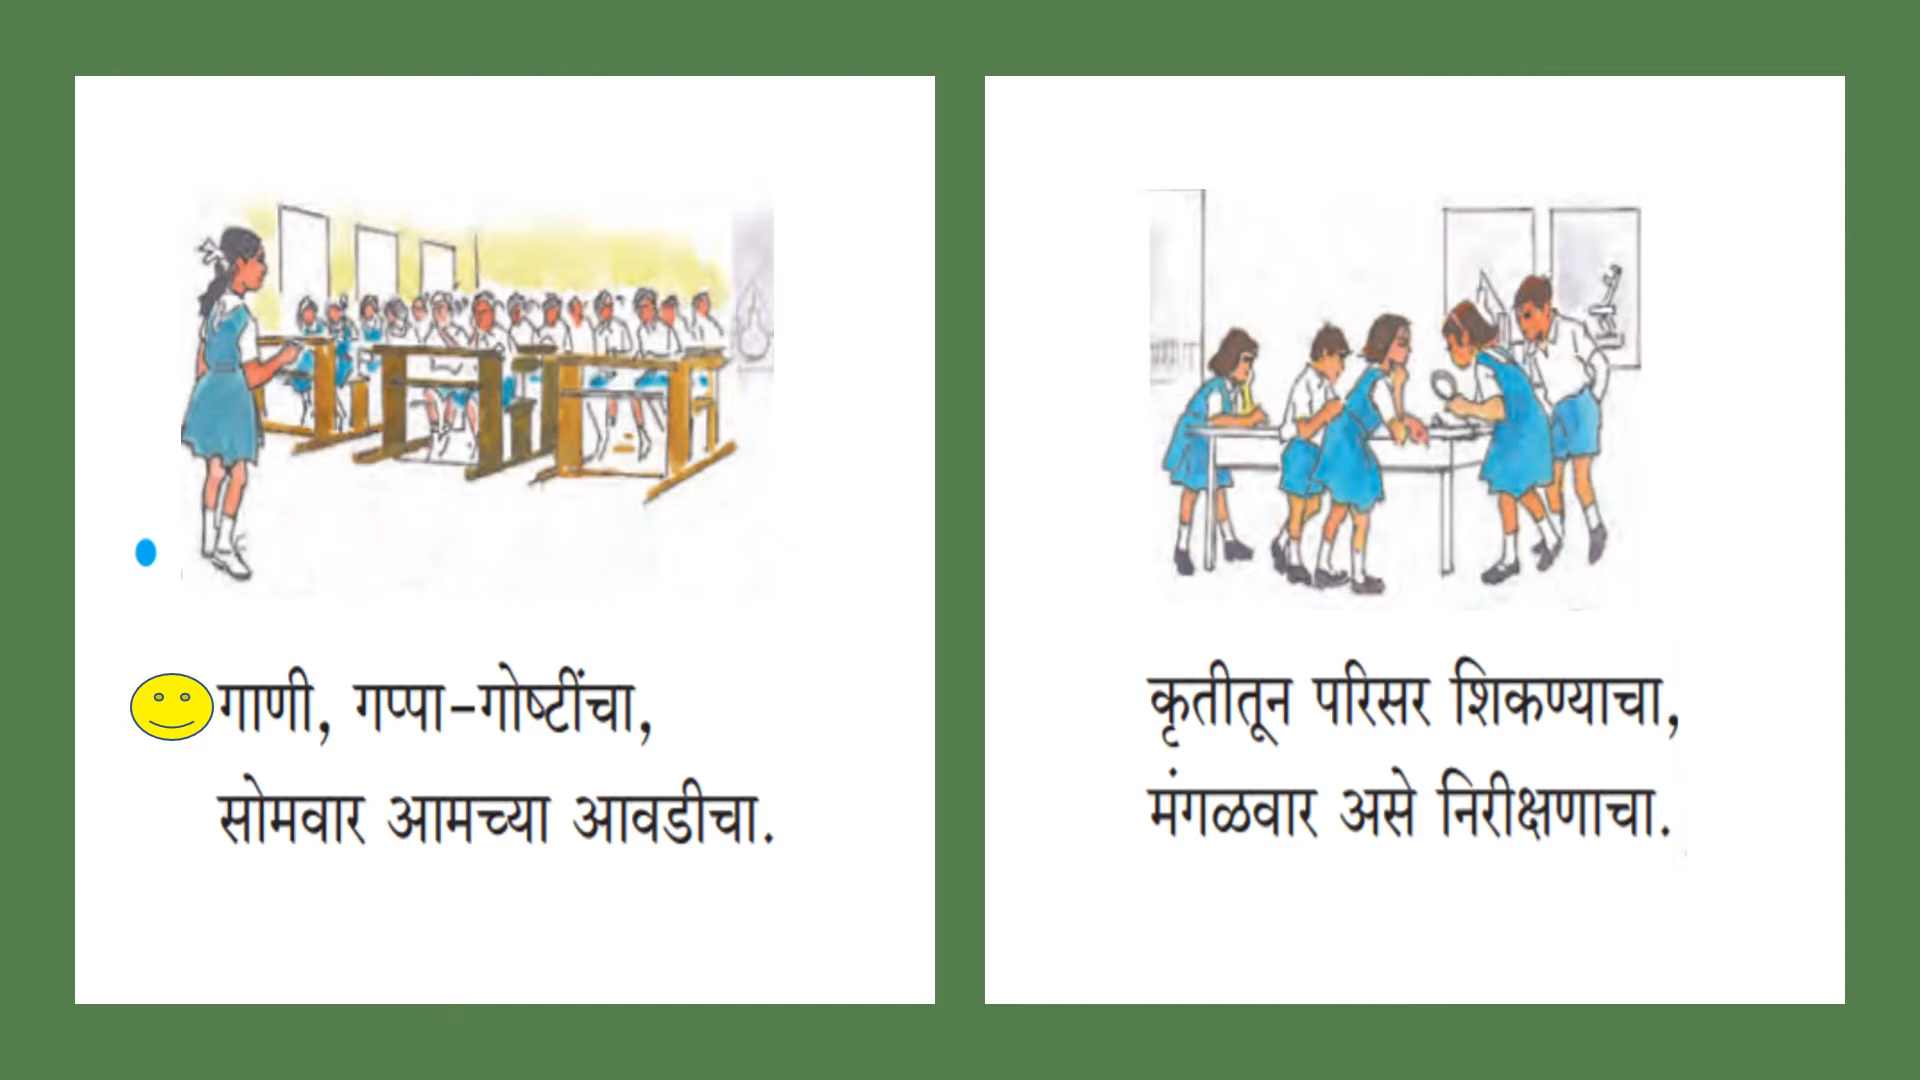 गाणी, गप्पा-गोष्टींचा,
सोमवार आमच्या आवडीचा.
कृतीतून परिसर शिकण्याचा,
मंगळवार असे निरीक्षणाचा.